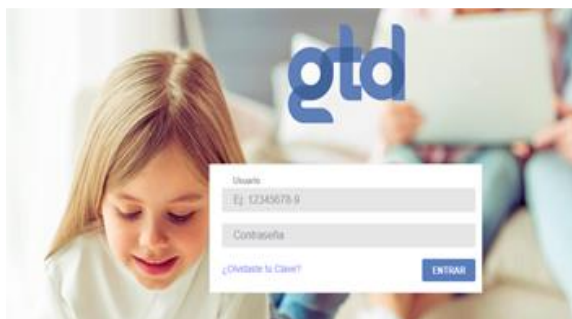 gtd
Usuario
Ej: 12345678-9
Contraseña
¿Olvidaste tu Clave?
ENTRAR